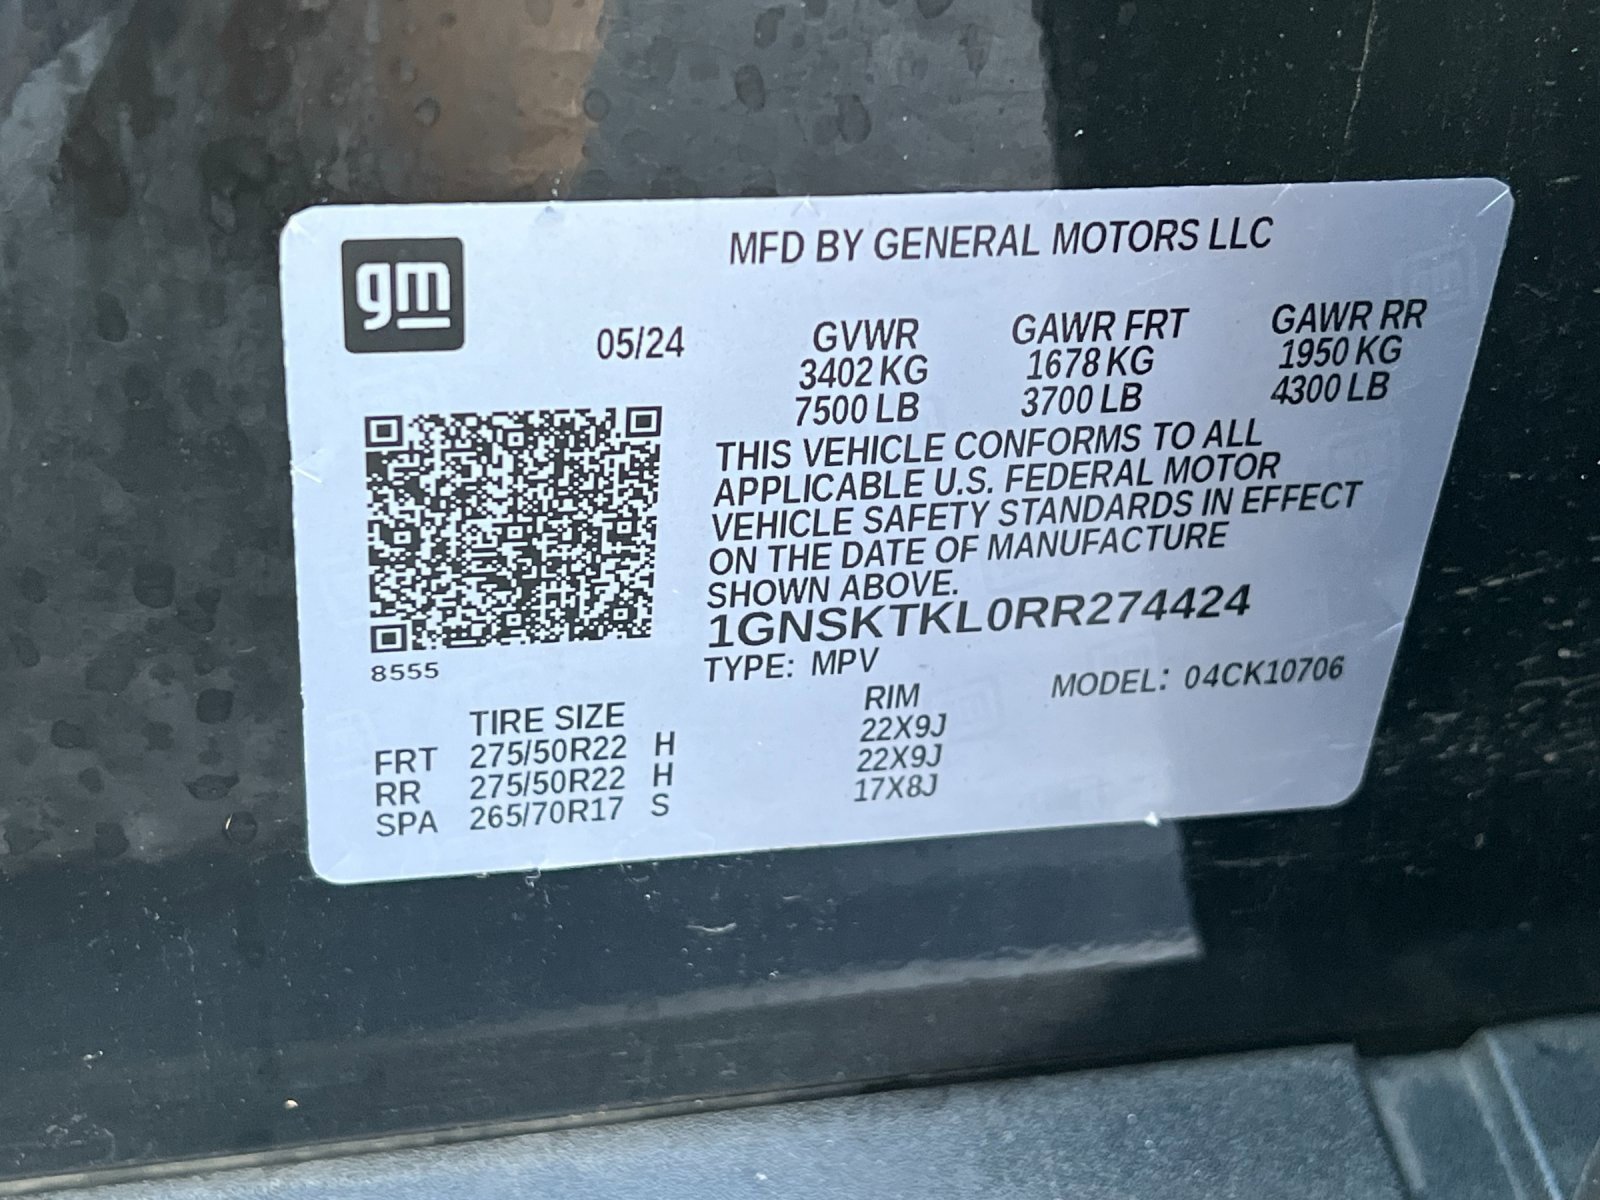 gm
MFD BY GENERAL MOTORS LLC
05/24
GVWR GAWR FRT GAWR RR
3402 KG 1678 KG 1950 KG
7500 LB 3700 LB 4300 LB
THIS VEHICLE CONFORMS TO ALL
APPLICABLE U.S. FEDERAL MOTOR
VEHICLE SAFETY STANDARDS IN EFFECT
ON THE DATE OF MANUFACTURE
SHOWN ABOVE.
1GNSKTKL0RR274424
8555
TYPE: MPV MODEL: 04CK10706
TIRE SIZE RIM
FRT 275/50R22 H 22X9J
RR 275/50R22 H 22X9J
SPA 265/70R17 S 17X8J